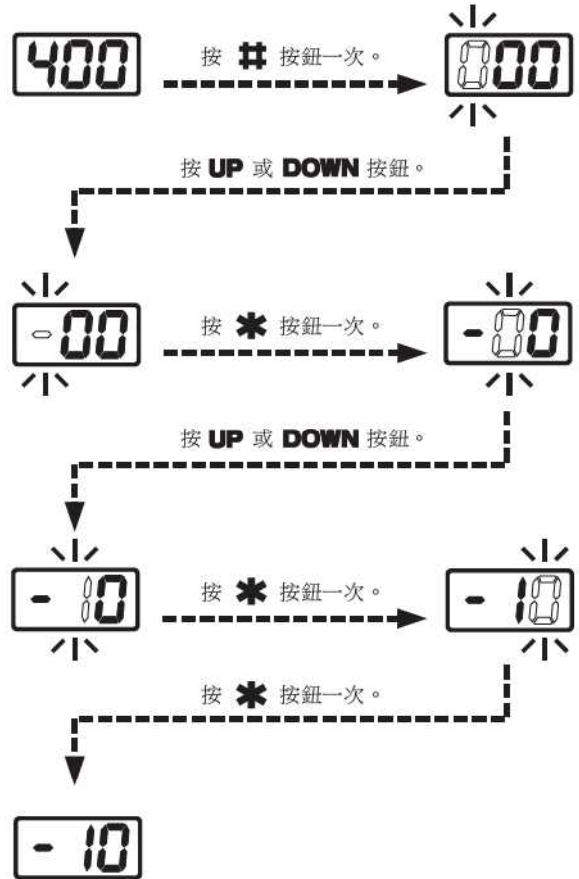 400 按 # 按鈕一次。 000
按 UP 或 DOWN 按鈕。
-00 按 ✱ 按鈕一次。 -00
按 UP 或 DOWN 按鈕。
- 10 按 ✱ 按鈕一次。 - 10
按 ✱ 按鈕一次。
- 10